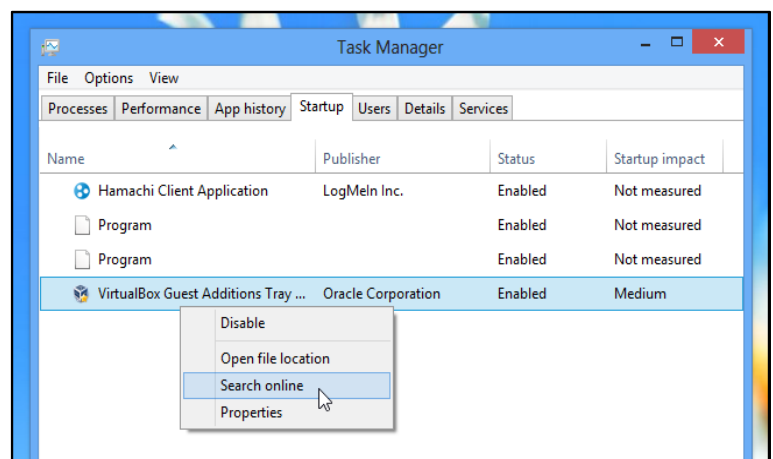 Task Manager
File Options View
Processes Performance App history Startup Users Details Services
Name Publisher Status Startup impact
Hamachi Client Application LogMeIn Inc. Enabled Not measured
Program Enabled Not measured
Program Enabled Not measured
VirtualBox Guest Additions Tray ... Oracle Corporation Enabled Medium
Disable
Open file location
Search online
Properties